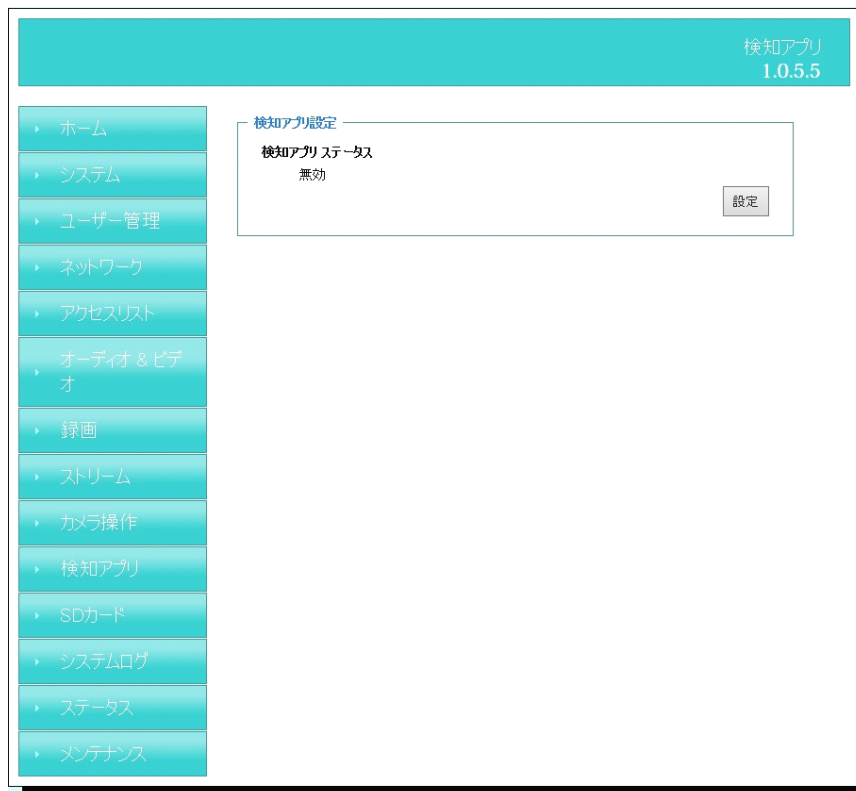 検知アプリ
1.0.5.5
ホーム
システム
ユーザー管理
ネットワーク
アクセスリスト
オーディオ & ビデ
オ
録画
ストリーム
カメラ操作
検知アプリ
SDカード
システムログ
ステータス
メンテナンス
検知アプリ設定
検知アプリ ステータス
無効
設定